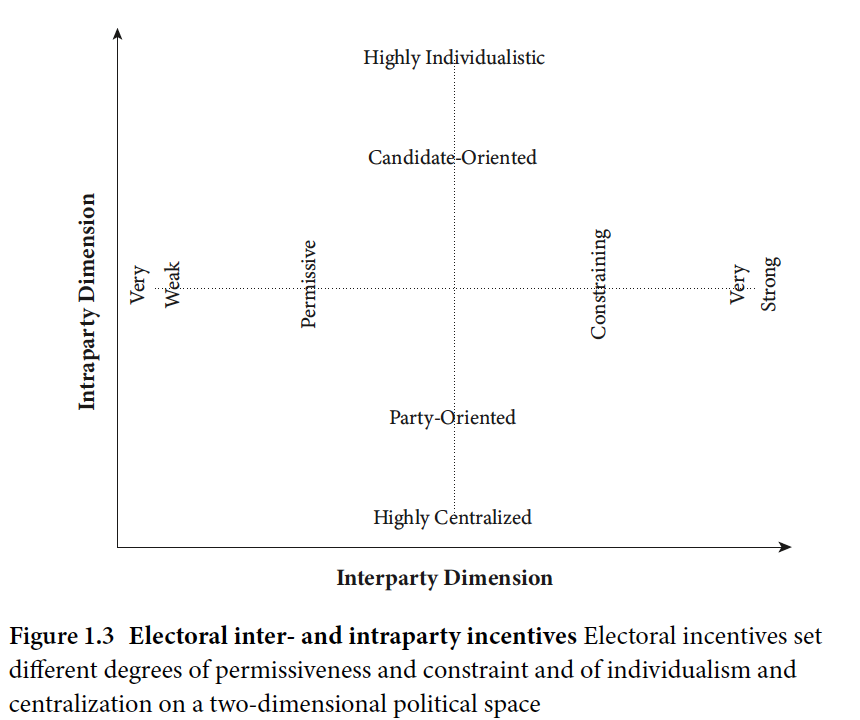 Highly Individualistic
Candidate-Oriented
Intraparty Dimension
Very
Weak
Permissive
Constraining
Very
Strong
Party-Oriented
Highly Centralized
Interparty Dimension
Figure 1.3 Electoral inter- and intraparty incentives Electoral incentives set
different degrees of permissiveness and constraint and of individualism and
centralization on a two-dimensional political space